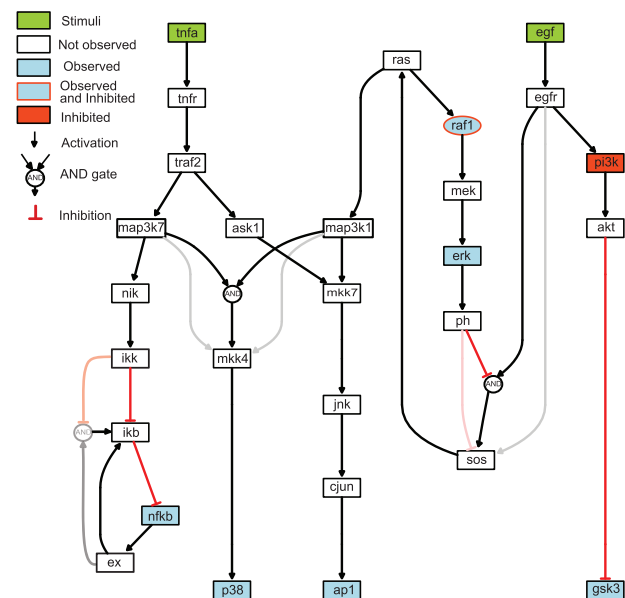 Stimuli
Not observed
Observed
Observed
and Inhibited
Inhibited
Activation
AND
AND gate
Inhibition
tnfa
egf
ras
tnfr
egfr
raf1
traf2
pi3k
mek
map3k7
ask1
map3k1
akt
erk
nik
AND
mkk7
ph
ikk
mkk4
AND
jnk
AND
ikb
sos
cjun
nfkb
ex
p38
ap1
gsk3